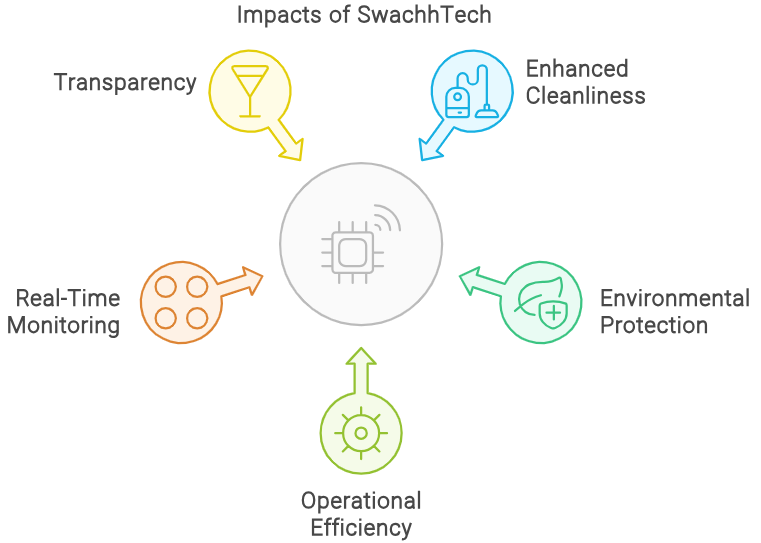 Impacts of SwachhTech
Transparency
Enhanced
Cleanliness
Real-Time
Monitoring
Environmental
Protection
Operational
Efficiency